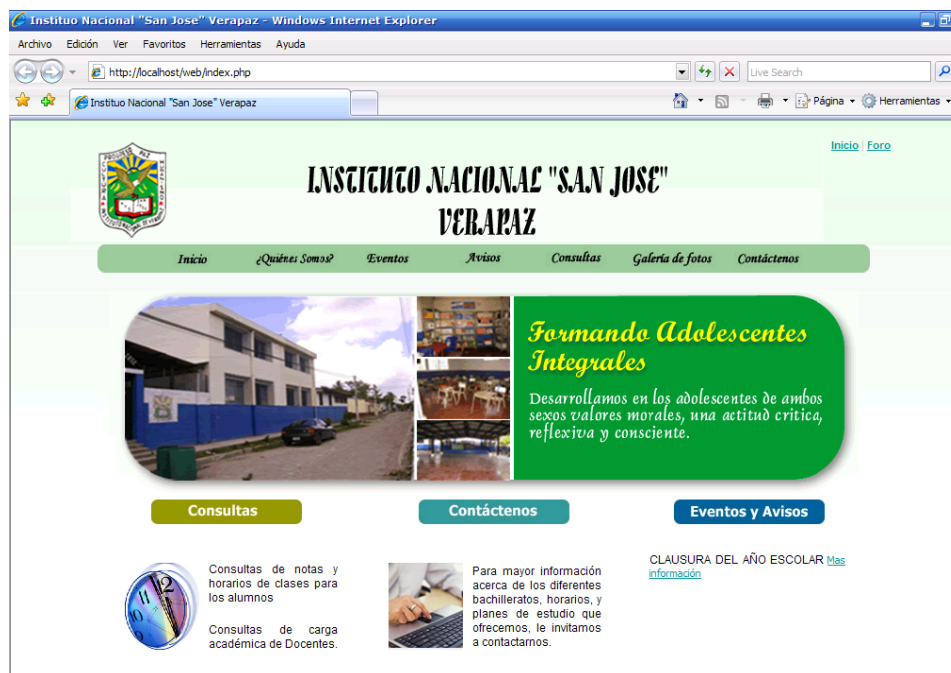 Instituo Nacional "San Jose" Verapaz - Windows Internet Explorer
Archivo Edición Ver Favoritos Herramientas Ayuda
http://localhost/web/index.php
Live Search
Instituo Nacional "San Jose" Verapaz
Página Herramientas
Inicio | Foro
INSTITUTO NACIONAL "SAN JOSE"
VERAPAZ
Inicio ¿Quiénes Somos? Eventos Avisos Consultas Galería de fotos Contáctenos
Formando Adolescentes
Integrales
Desarrollamos en los adolescentes de ambos
sexos valores morales, una actitud critica,
reflexiva y consciente.
Consultas
Contáctenos
Eventos y Avisos
Consultas de notas y
horarios de clases para
los alumnos
Consultas de carga
académica de Docentes.
Para mayor información
acerca de los diferentes
bachilleratos, horarios, y
planes de estudio que
ofrecemos, le invitamos
a contactarnos.
CLAUSURA DEL AÑO ESCOLAR Mas
información